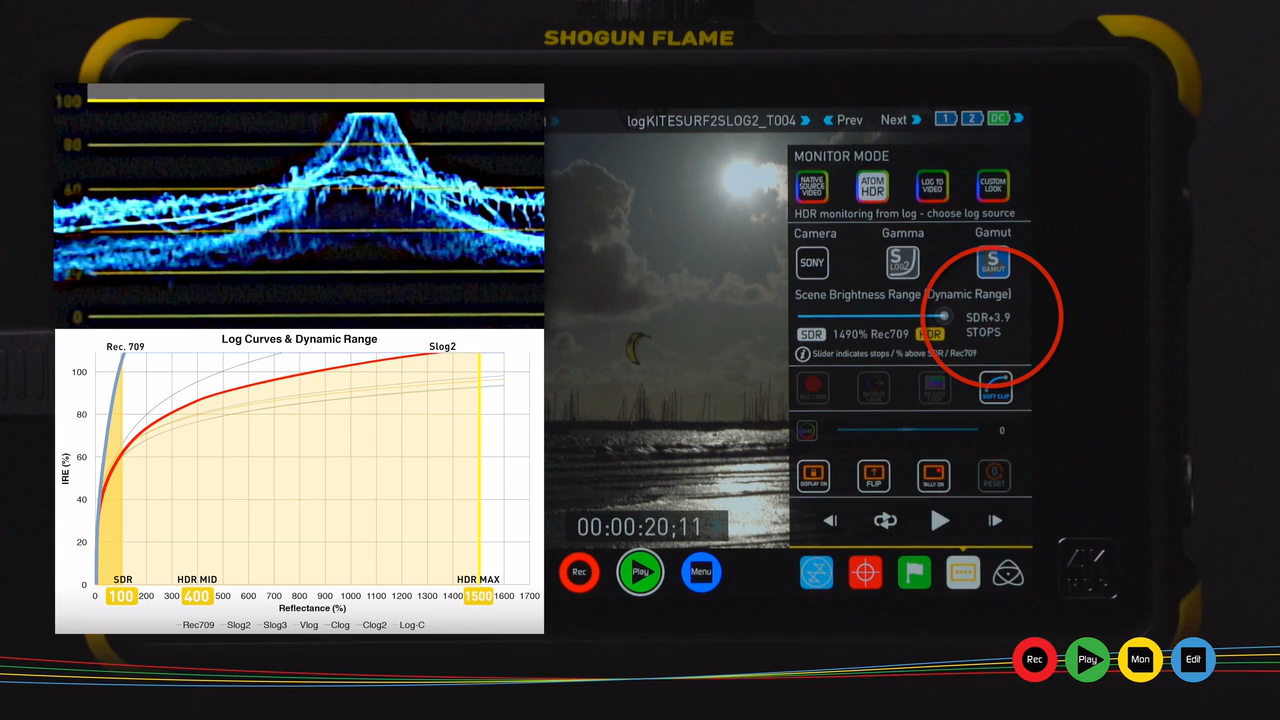 SHOGUN FLAME
logKITESURF2SLOG2_T004 Prev Next 1 2 DC
MONITOR MODE
NATIVE SOURCE VIDEO
ATOM HDR
LOG TO VIDEO
CUSTOM LOOK
HDR monitoring from log - choose log source
Camera Gamma Gamut
SONY
S LOG2
S GAMUT
Scene Brightness Range (Dynamic Range)
SDR+3.9
STOPS
SDR 1490% Rec709 HDR
i Slider indicates stops / % above SDR / Rec709
SOFT CLIP
0
DISPLAY ON
FLIP
TALLY ON
RESET
00:00:20;11
Rec Play Menu
4K
HDR
100
0
Log Curves & Dynamic Range
Rec. 709 Slog2
100
80
60
40
20
0
IRE (%)
SDR HDR MID HDR MAX
0 100 200 300 400 500 600 700 800 900 1000 1100 1200 1300 1400 1500 1600 1700
Reflectance (%)
Rec709 Slog2 Slog3 Vlog Clog Clog2 Log-C
Rec Play Mon Edit